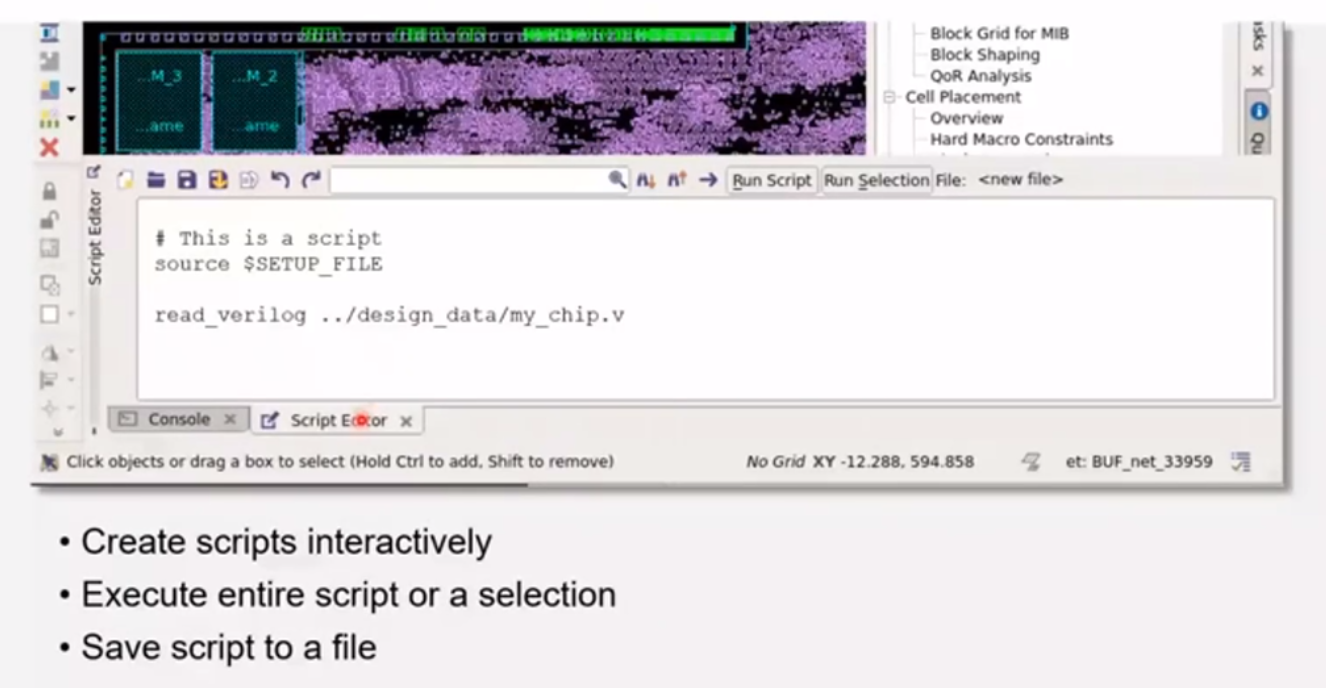 ...M_3
...M_2
...ame
...ame
Block Grid for MIB
Block Shaping
QoR Analysis
Cell Placement
Overview
Hard Macro Constraints
sks
Script Editor
Run Script Run Selection File: <new file>
# This is a script
source $SETUP_FILE
read_verilog ../design_data/my_chip.v
Console
Script Editor
Click objects or drag a box to select (Hold Ctrl to add, Shift to remove)
No Grid XY -12.288, 594.858
et: BUF_net_33959
• Create scripts interactively
• Execute entire script or a selection
• Save script to a file